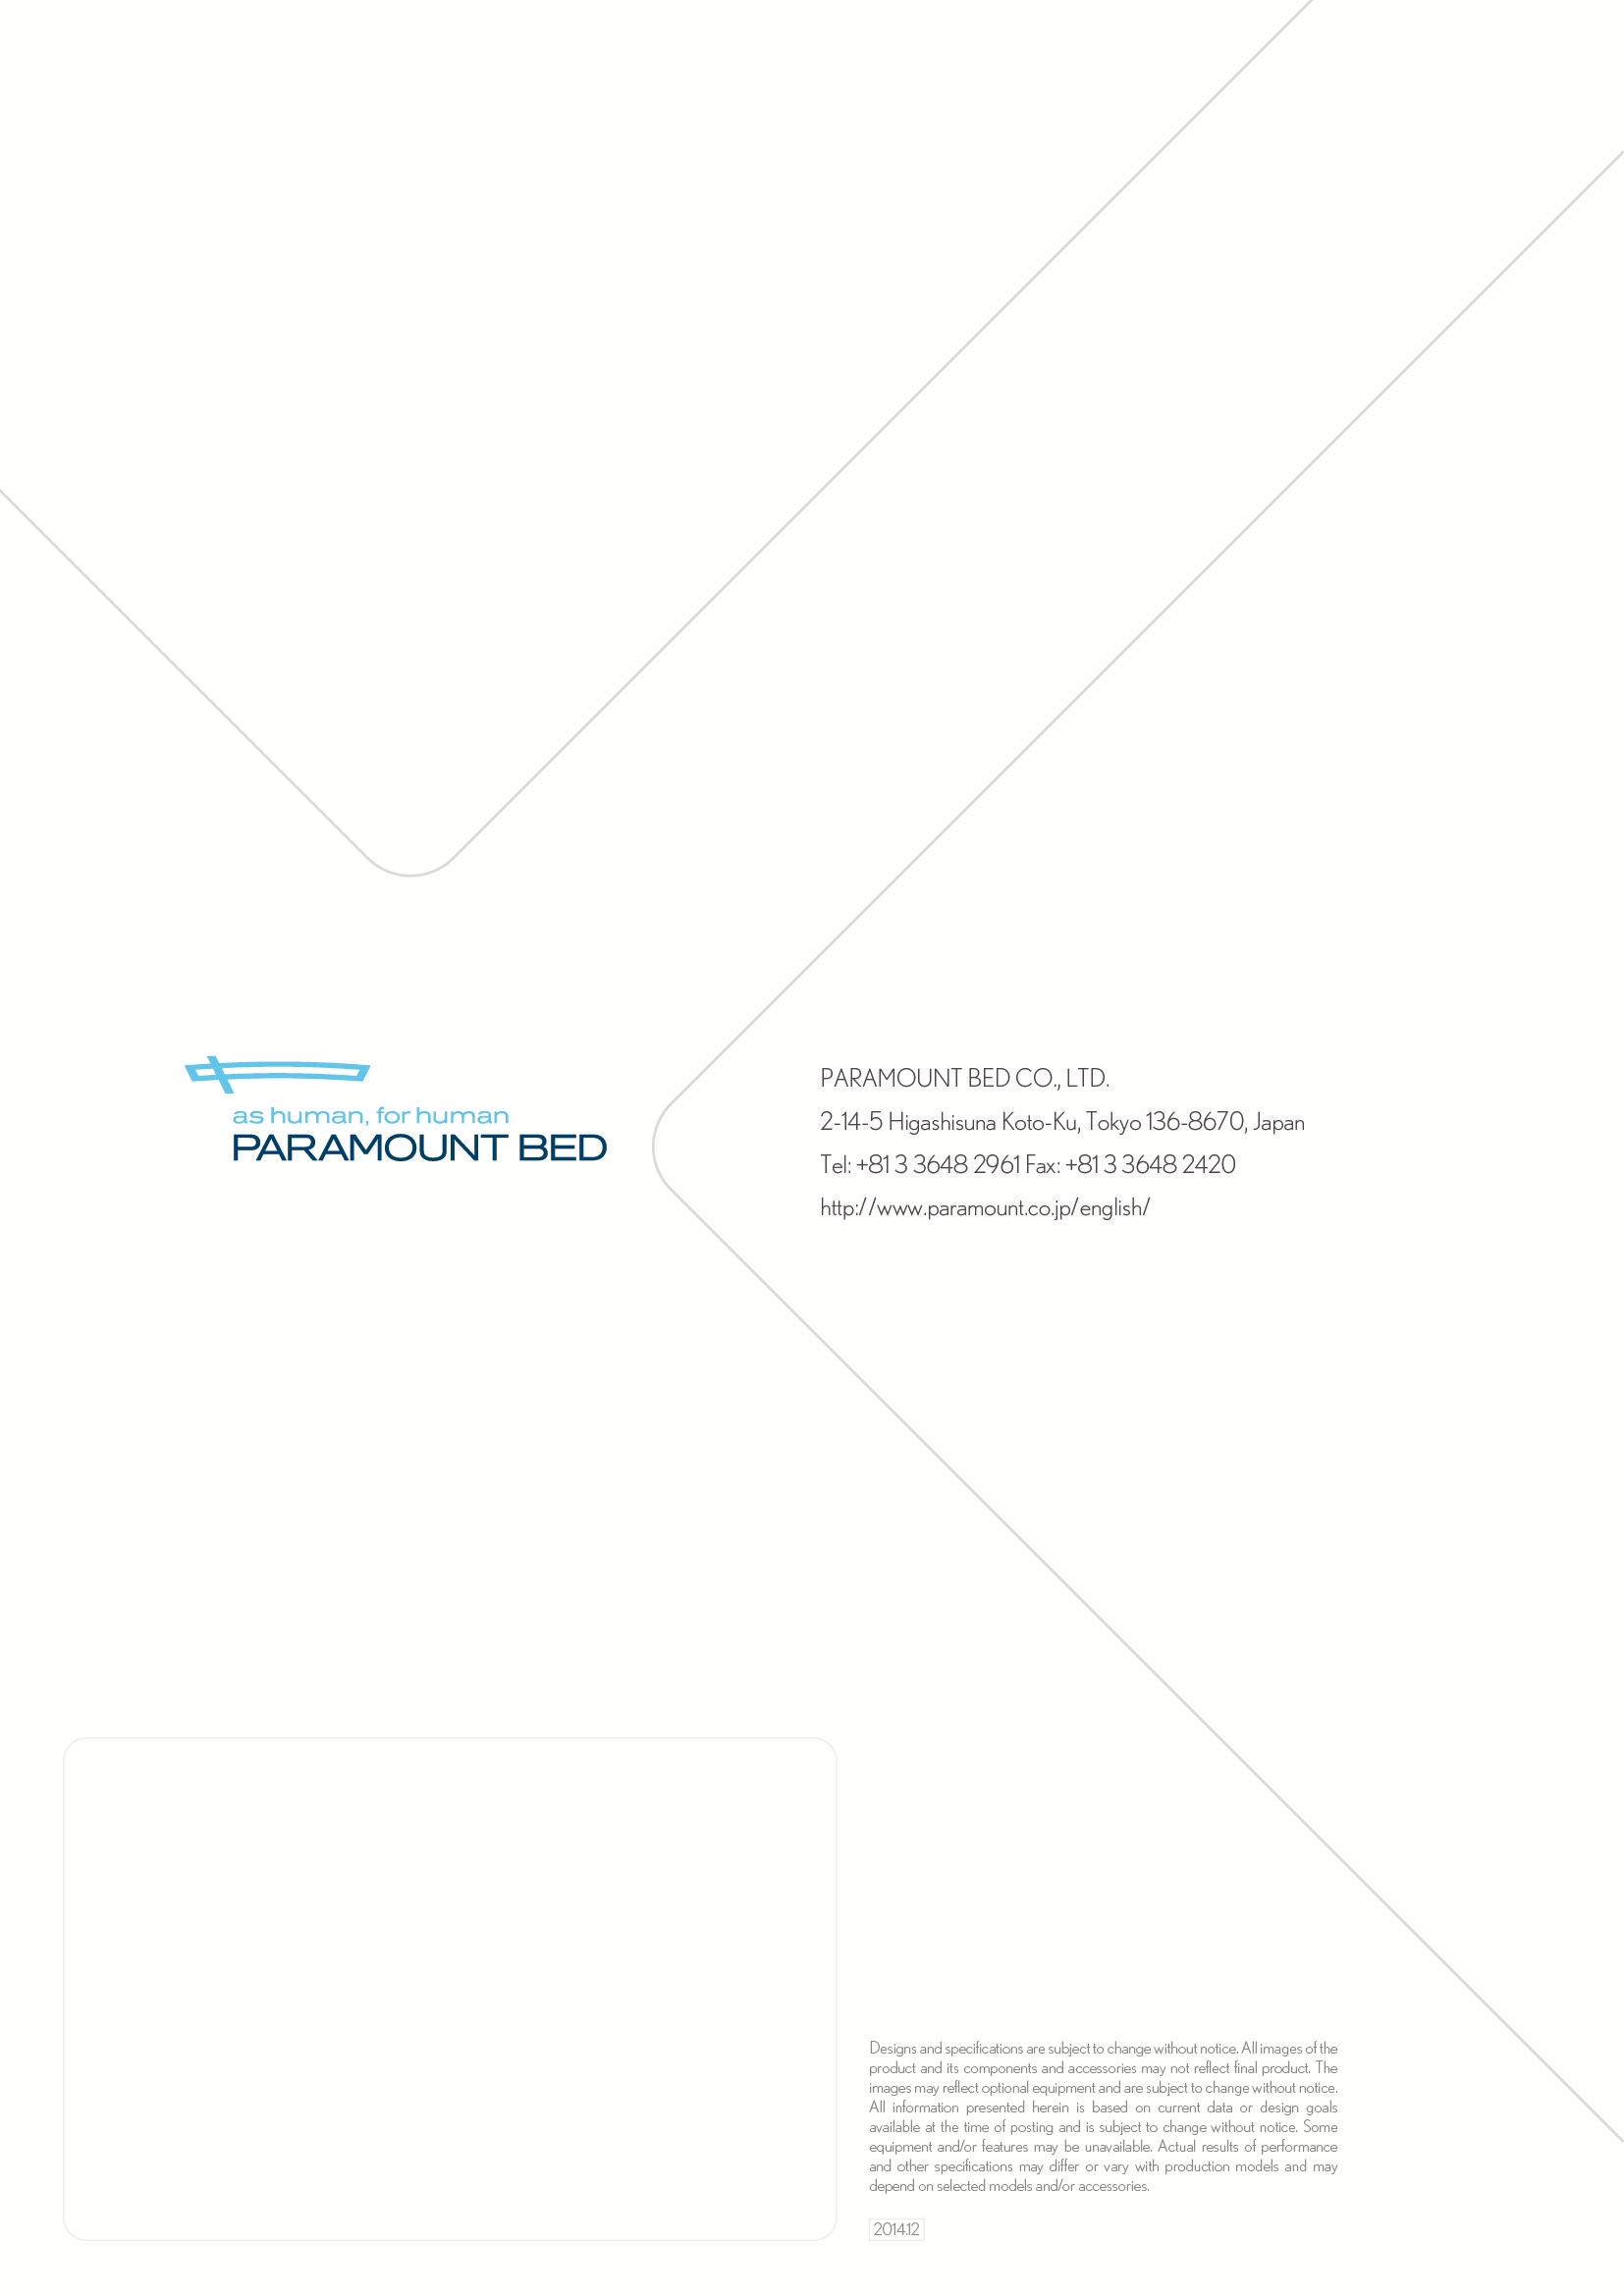 as human, for human
PARAMOUNT BED
PARAMOUNT BED CO., LTD.
2-14-5 Higashisuna Koto-Ku, Tokyo 136-8670, Japan
Tel: +81 3 3648 2961 Fax: +81 3 3648 2420
http://www.paramount.co.jp/english/
Designs and specifications are subject to change without notice. All images of the
product and its components and accessories may not reflect final product. The
images may reflect optional equipment and are subject to change without notice.
All information presented herein is based on current data or design goals
available at the time of posting and is subject to change without notice. Some
equipment and/or features may be unavailable. Actual results of performance
and other specifications may differ or vary with production models and may
depend on selected models and/or accessories.
2014.12